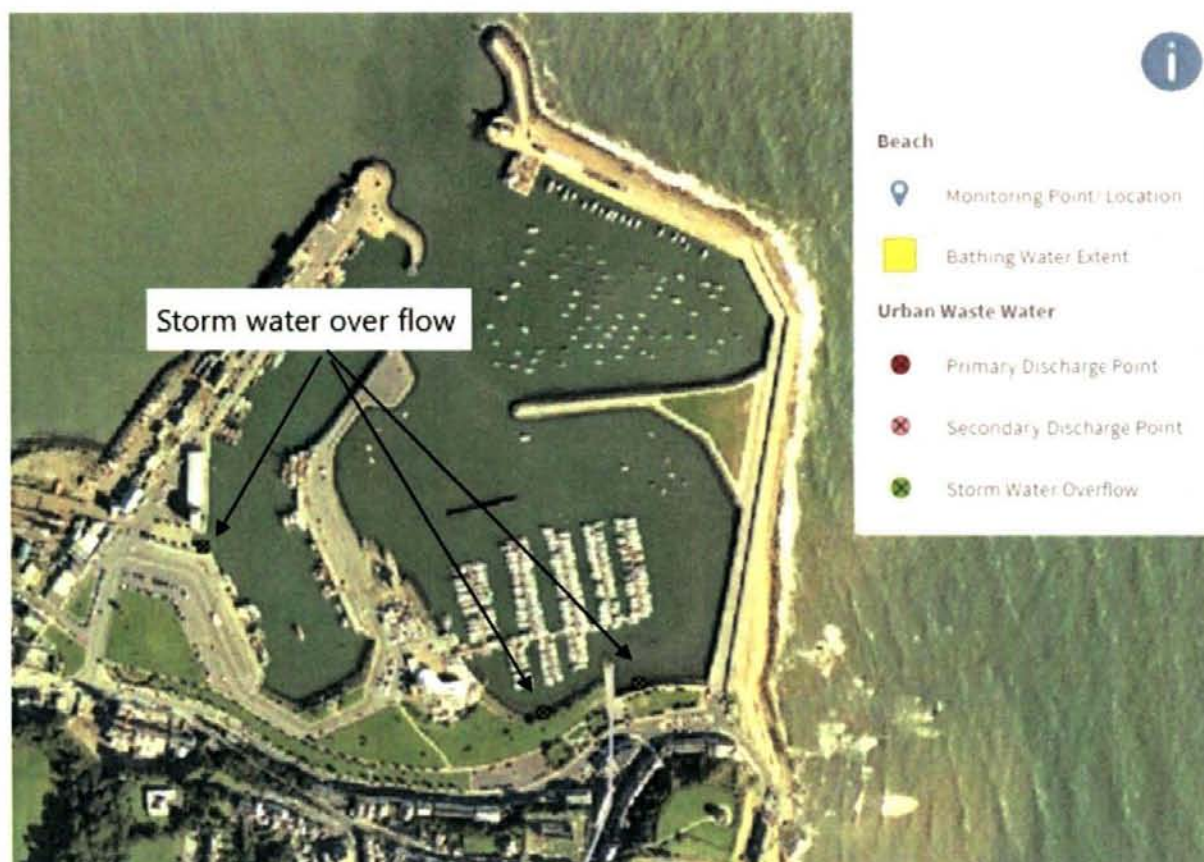 i
Beach
Monitoring Point/ Location
Bathing Water Extent
Urban Waste Water
Primary Discharge Point
Secondary Discharge Point
Storm Water Overflow
Storm water over flow